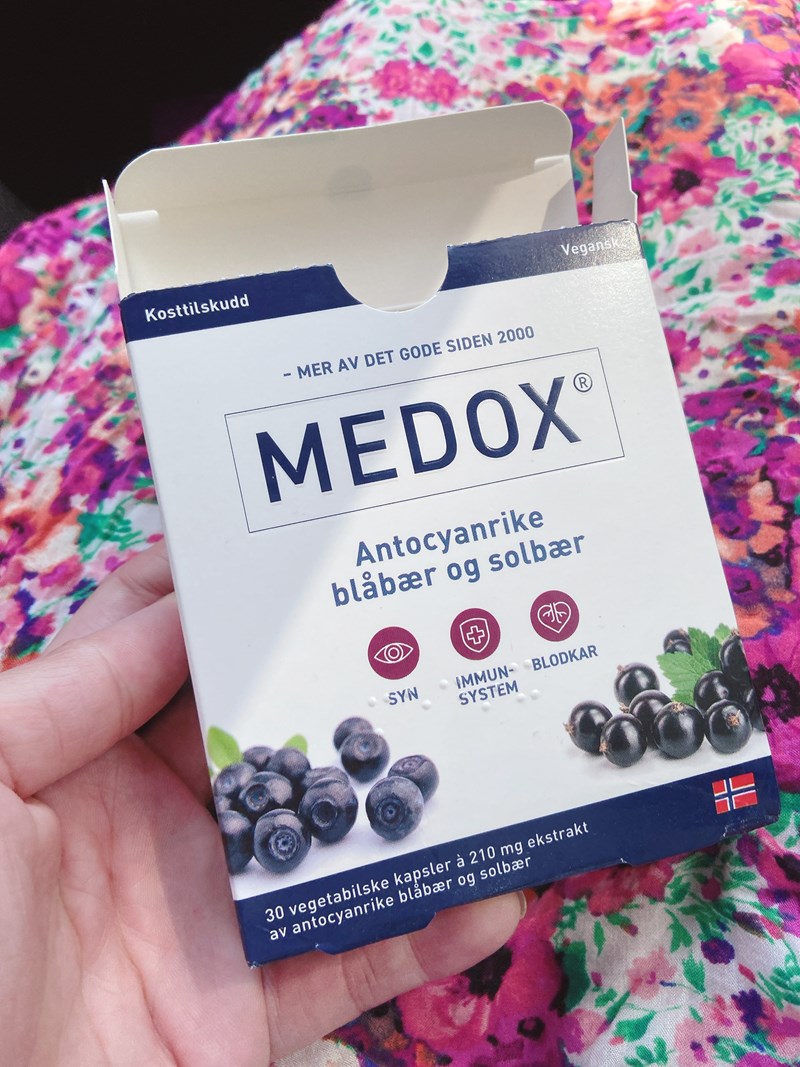 Kosttilskudd
Vegansk
– MER AV DET GODE SIDEN 2000
MEDOX®
Antocyanrike
blåbær og solbær
SYN
IMMUN-
SYSTEM
BLODKAR
30 vegetabilske kapsler à 210 mg ekstrakt
av antocyanrike blåbær og solbær